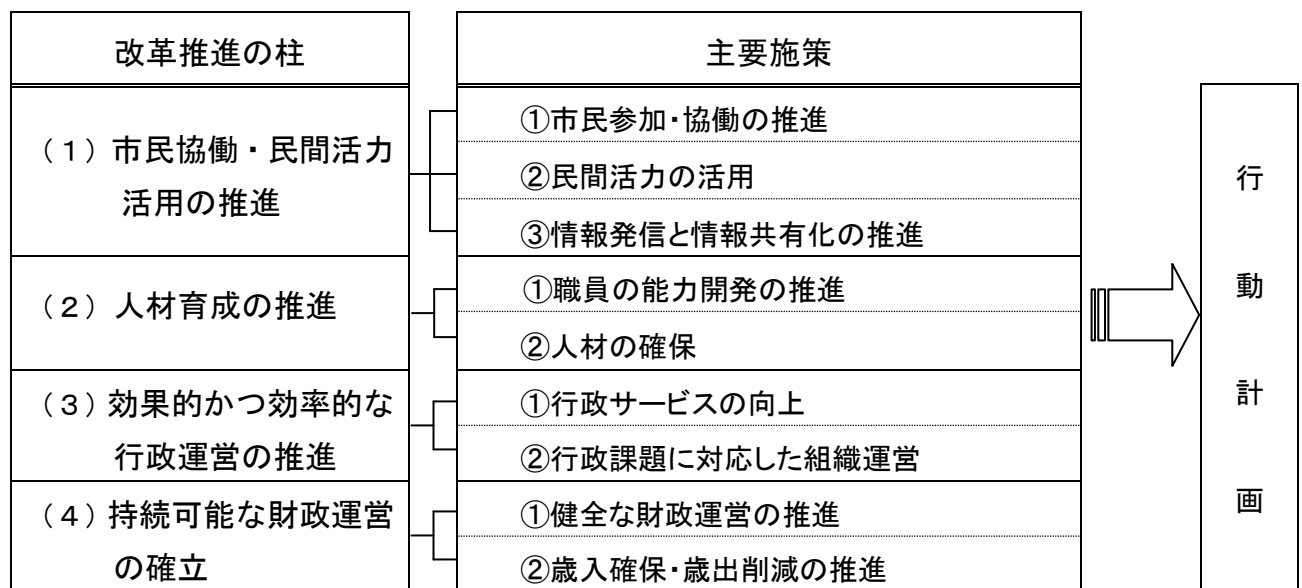 改革推進の柱
主要施策
（１）市民協働・民間活力
活用の推進
①市民参加・協働の推進
②民間活力の活用
③情報発信と情報共有化の推進
（２）人材育成の推進
①職員の能力開発の推進
②人材の確保
（３）効果的かつ効率的な
行政運営の推進
①行政サービスの向上
②行政課題に対応した組織運営
（４）持続可能な財政運営
の確立
①健全な財政運営の推進
②歳入確保・歳出削減の推進
行動計画